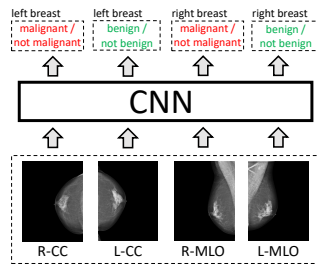 left breast left breast right breast right breast
malignant / benign / malignant / benign /
not malignant not benign not malignant not benign
CNN
R-CC L-CC R-MLO L-MLO